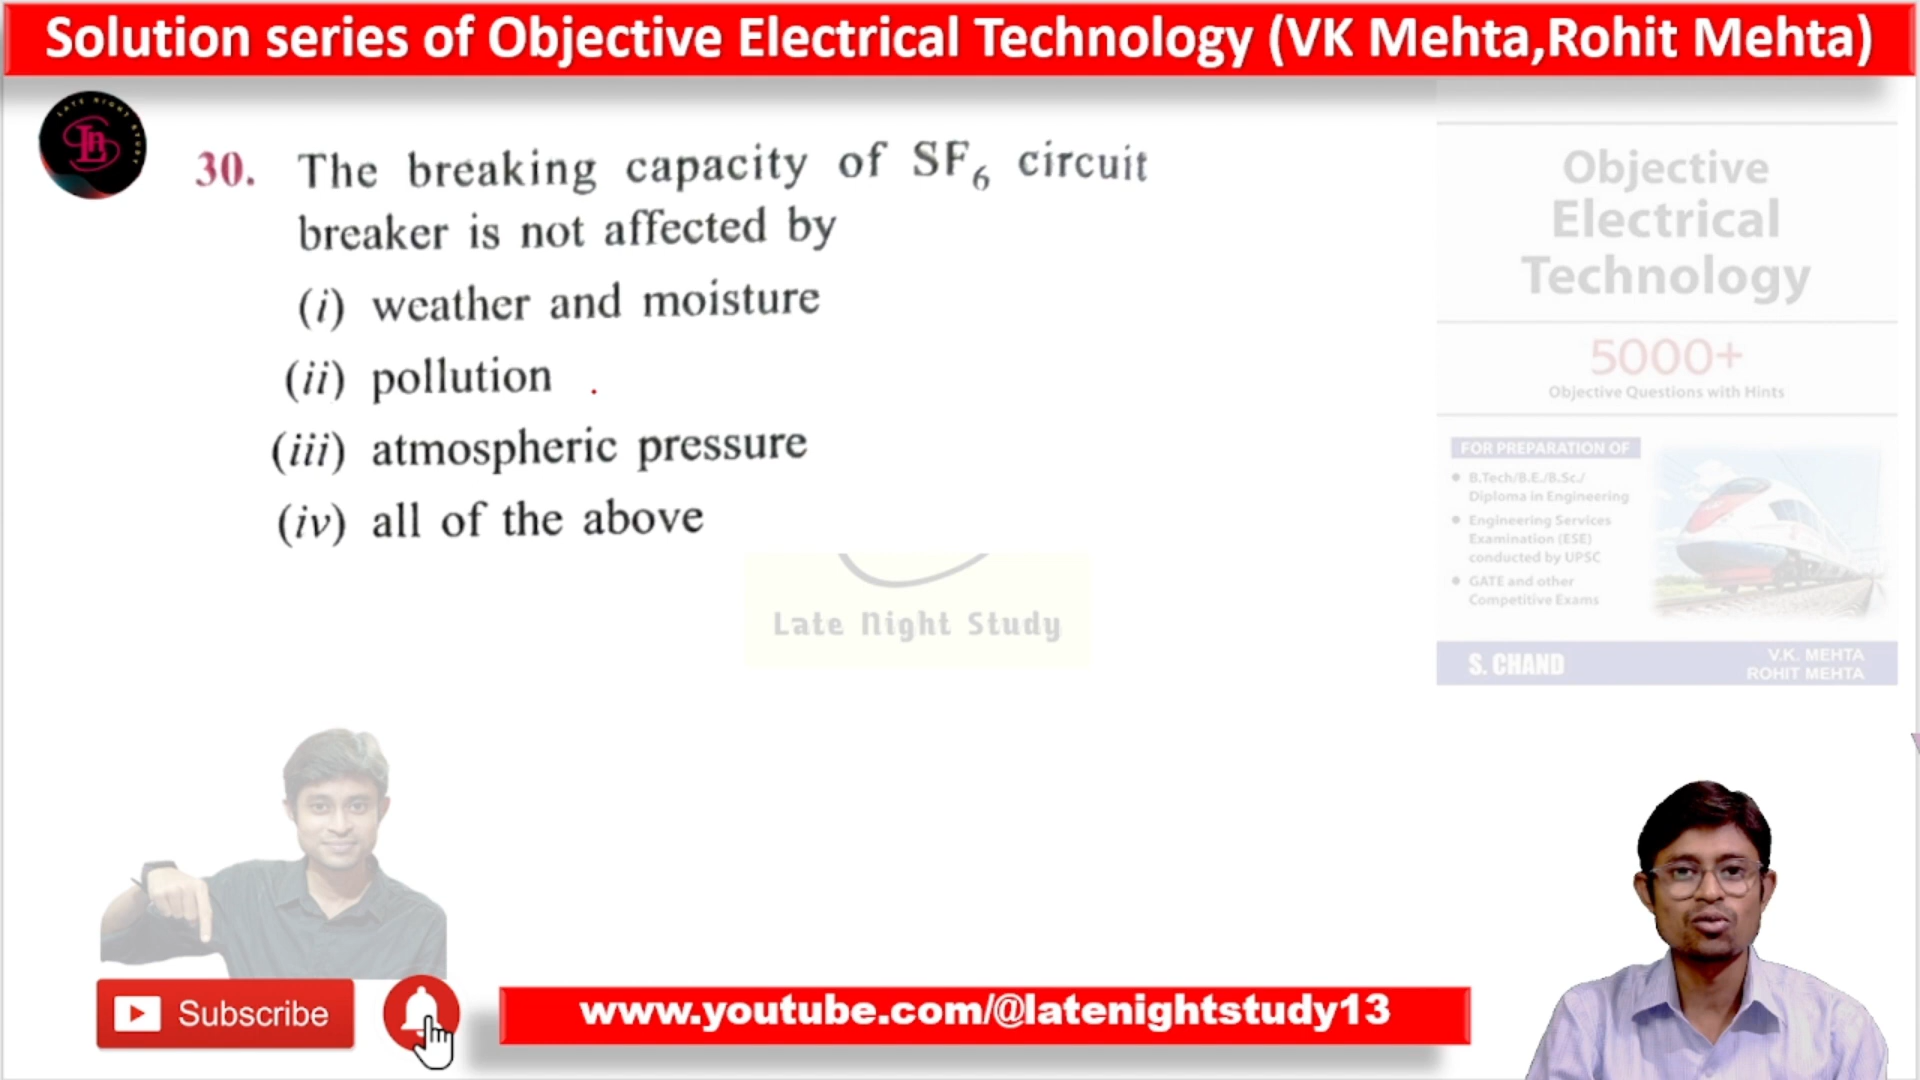 Solution series of Objective Electrical Technology (VK Mehta,Rohit Mehta)
LATE NIGHT STUDY
30. The breaking capacity of SF₆ circuit
breaker is not affected by
(i) weather and moisture
(ii) pollution
(iii) atmospheric pressure
(iv) all of the above
Late Night Study
Objective
Electrical
Technology
5000+
Objective Questions with Hints
FOR PREPARATION OF
• B.Tech/B.E./B.Sc./
Diploma in Engineering
• Engineering Services
Examination (ESE)
conducted by UPSC
• GATE and other
Competitive Exams
S. CHAND
V.K. MEHTA
ROHIT MEHTA
Subscribe
www.youtube.com/@latenightstudy13